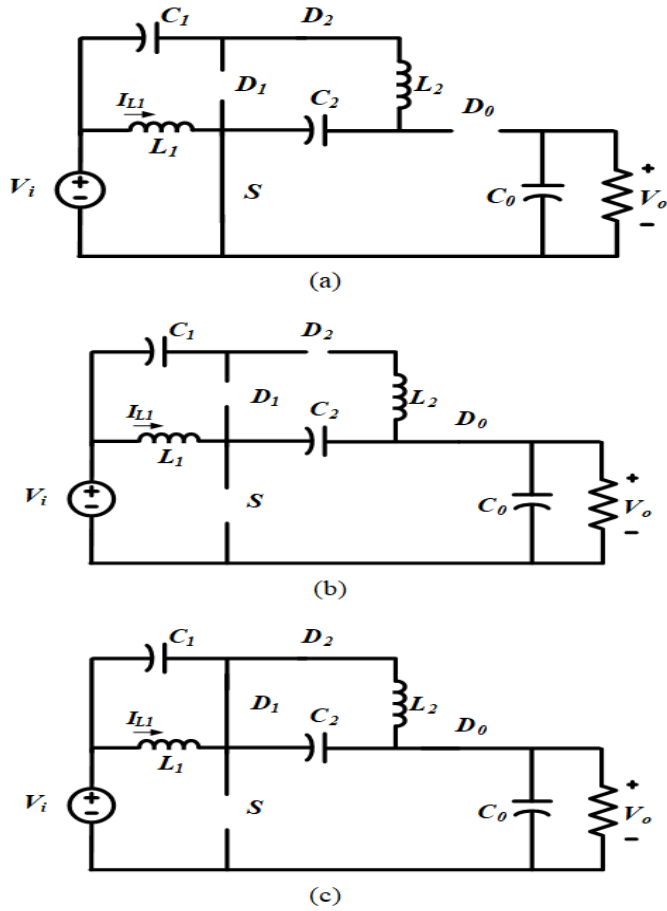 C1 D2
D1
IL1 C2 L2 D0
L1
Vi S C0 Vo
(a)
C1 D2
IL1 D1 C2 L2 D0
L1
Vi S C0 Vo
(b)
C1 D2
IL1 D1 C2 L2 D0
L1
Vi S C0 Vo
(c)